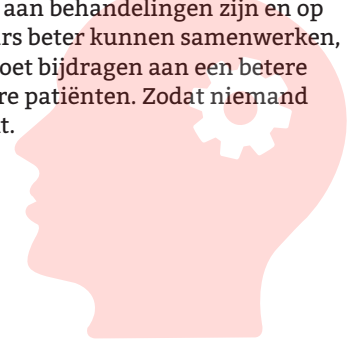 aan behandelingen zijn en op
rs beter kunnen samenwerken,
oet bijdragen aan een betere
re patiënten. Zodat niemand
t.